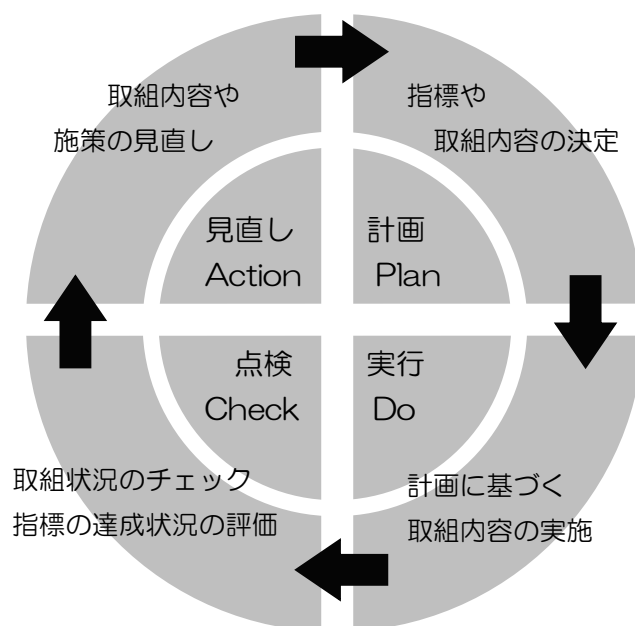 取組内容や
施策の見直し
指標や
取組内容の決定
見直し
Action
計画
Plan
点検
Check
実行
Do
取組状況のチェック
指標の達成状況の評価
計画に基づく
取組内容の実施